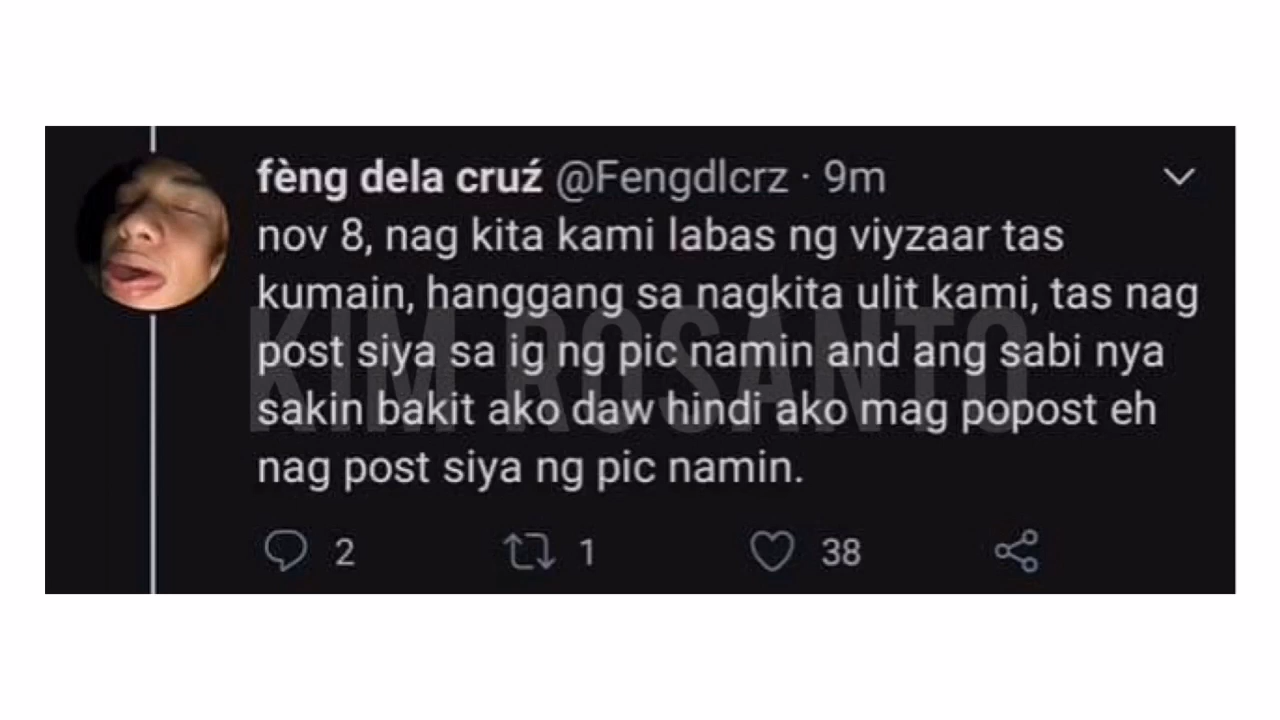 fèng dela cruź @Fengdlcrz · 9m
nov 8, nag kita kami labas ng viyzaar tas
kumain, hanggang sa nagkita ulit kami, tas nag
post siya sa ig ng pic namin and ang sabi nya
sakin bakit ako daw hindi ako mag popost eh
nag post siya ng pic namin.
2 1 38
KIM ROSANTO